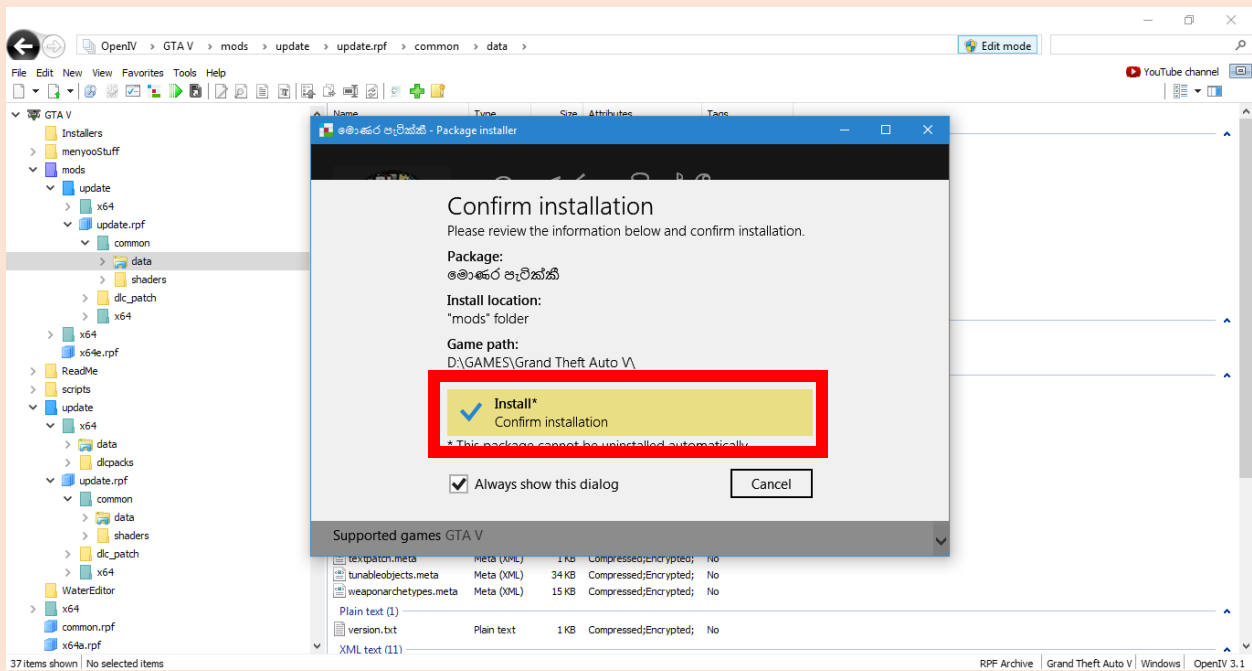 OpenIV > GTA V > mods > update > update.rpf > common > data >
Edit mode
File Edit New View Favorites Tools Help
YouTube channel
GTA V
Installers
menyooStuff
mods
update
x64
update.rpf
common
data
shaders
dlc_patch
x64
x64
x64e.rpf
ReadMe
scripts
update
x64
data
dlcpacks
update.rpf
common
data
shaders
dlc_patch
x64
WaterEditor
x64
common.rpf
x64a.rpf
Name Type Size Attributes Tags
මොණර පැටික්කී - Package installer
Confirm installation
Please review the information below and confirm installation.
Package:
මොණර පැටික්කී
Install location:
"mods" folder
Game path:
D:\GAMES\Grand Theft Auto V\
Install*
Confirm installation
* This package cannot be uninstalled automatically
Always show this dialog
Cancel
Supported games GTA V
textpatch.meta Meta (XML) 1 KB Compressed;Encrypted; No
tunableobjects.meta Meta (XML) 34 KB Compressed;Encrypted; No
weaponarchetypes.meta Meta (XML) 15 KB Compressed;Encrypted; No
Plain text (1)
version.txt Plain text 1 KB Compressed;Encrypted; No
XML text (11)
37 items shown No selected items
RPF Archive Grand Theft Auto V Windows OpenIV 3.1